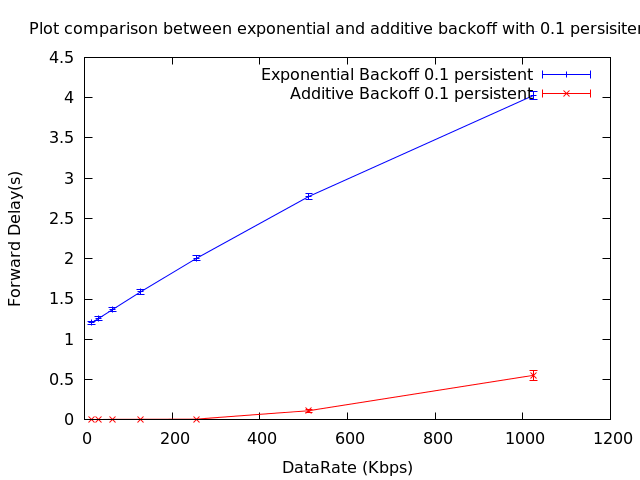 Plot comparison between exponential and additive backoff with 0.1 persisiter
4.5
Exponential Backoff 0.1 persistent
Additive Backoff 0.1 persistent
4
3.5
3
2.5
2
1.5
1
0.5
0
Forward Delay(s)
0 200 400 600 800 1000 1200
DataRate (Kbps)